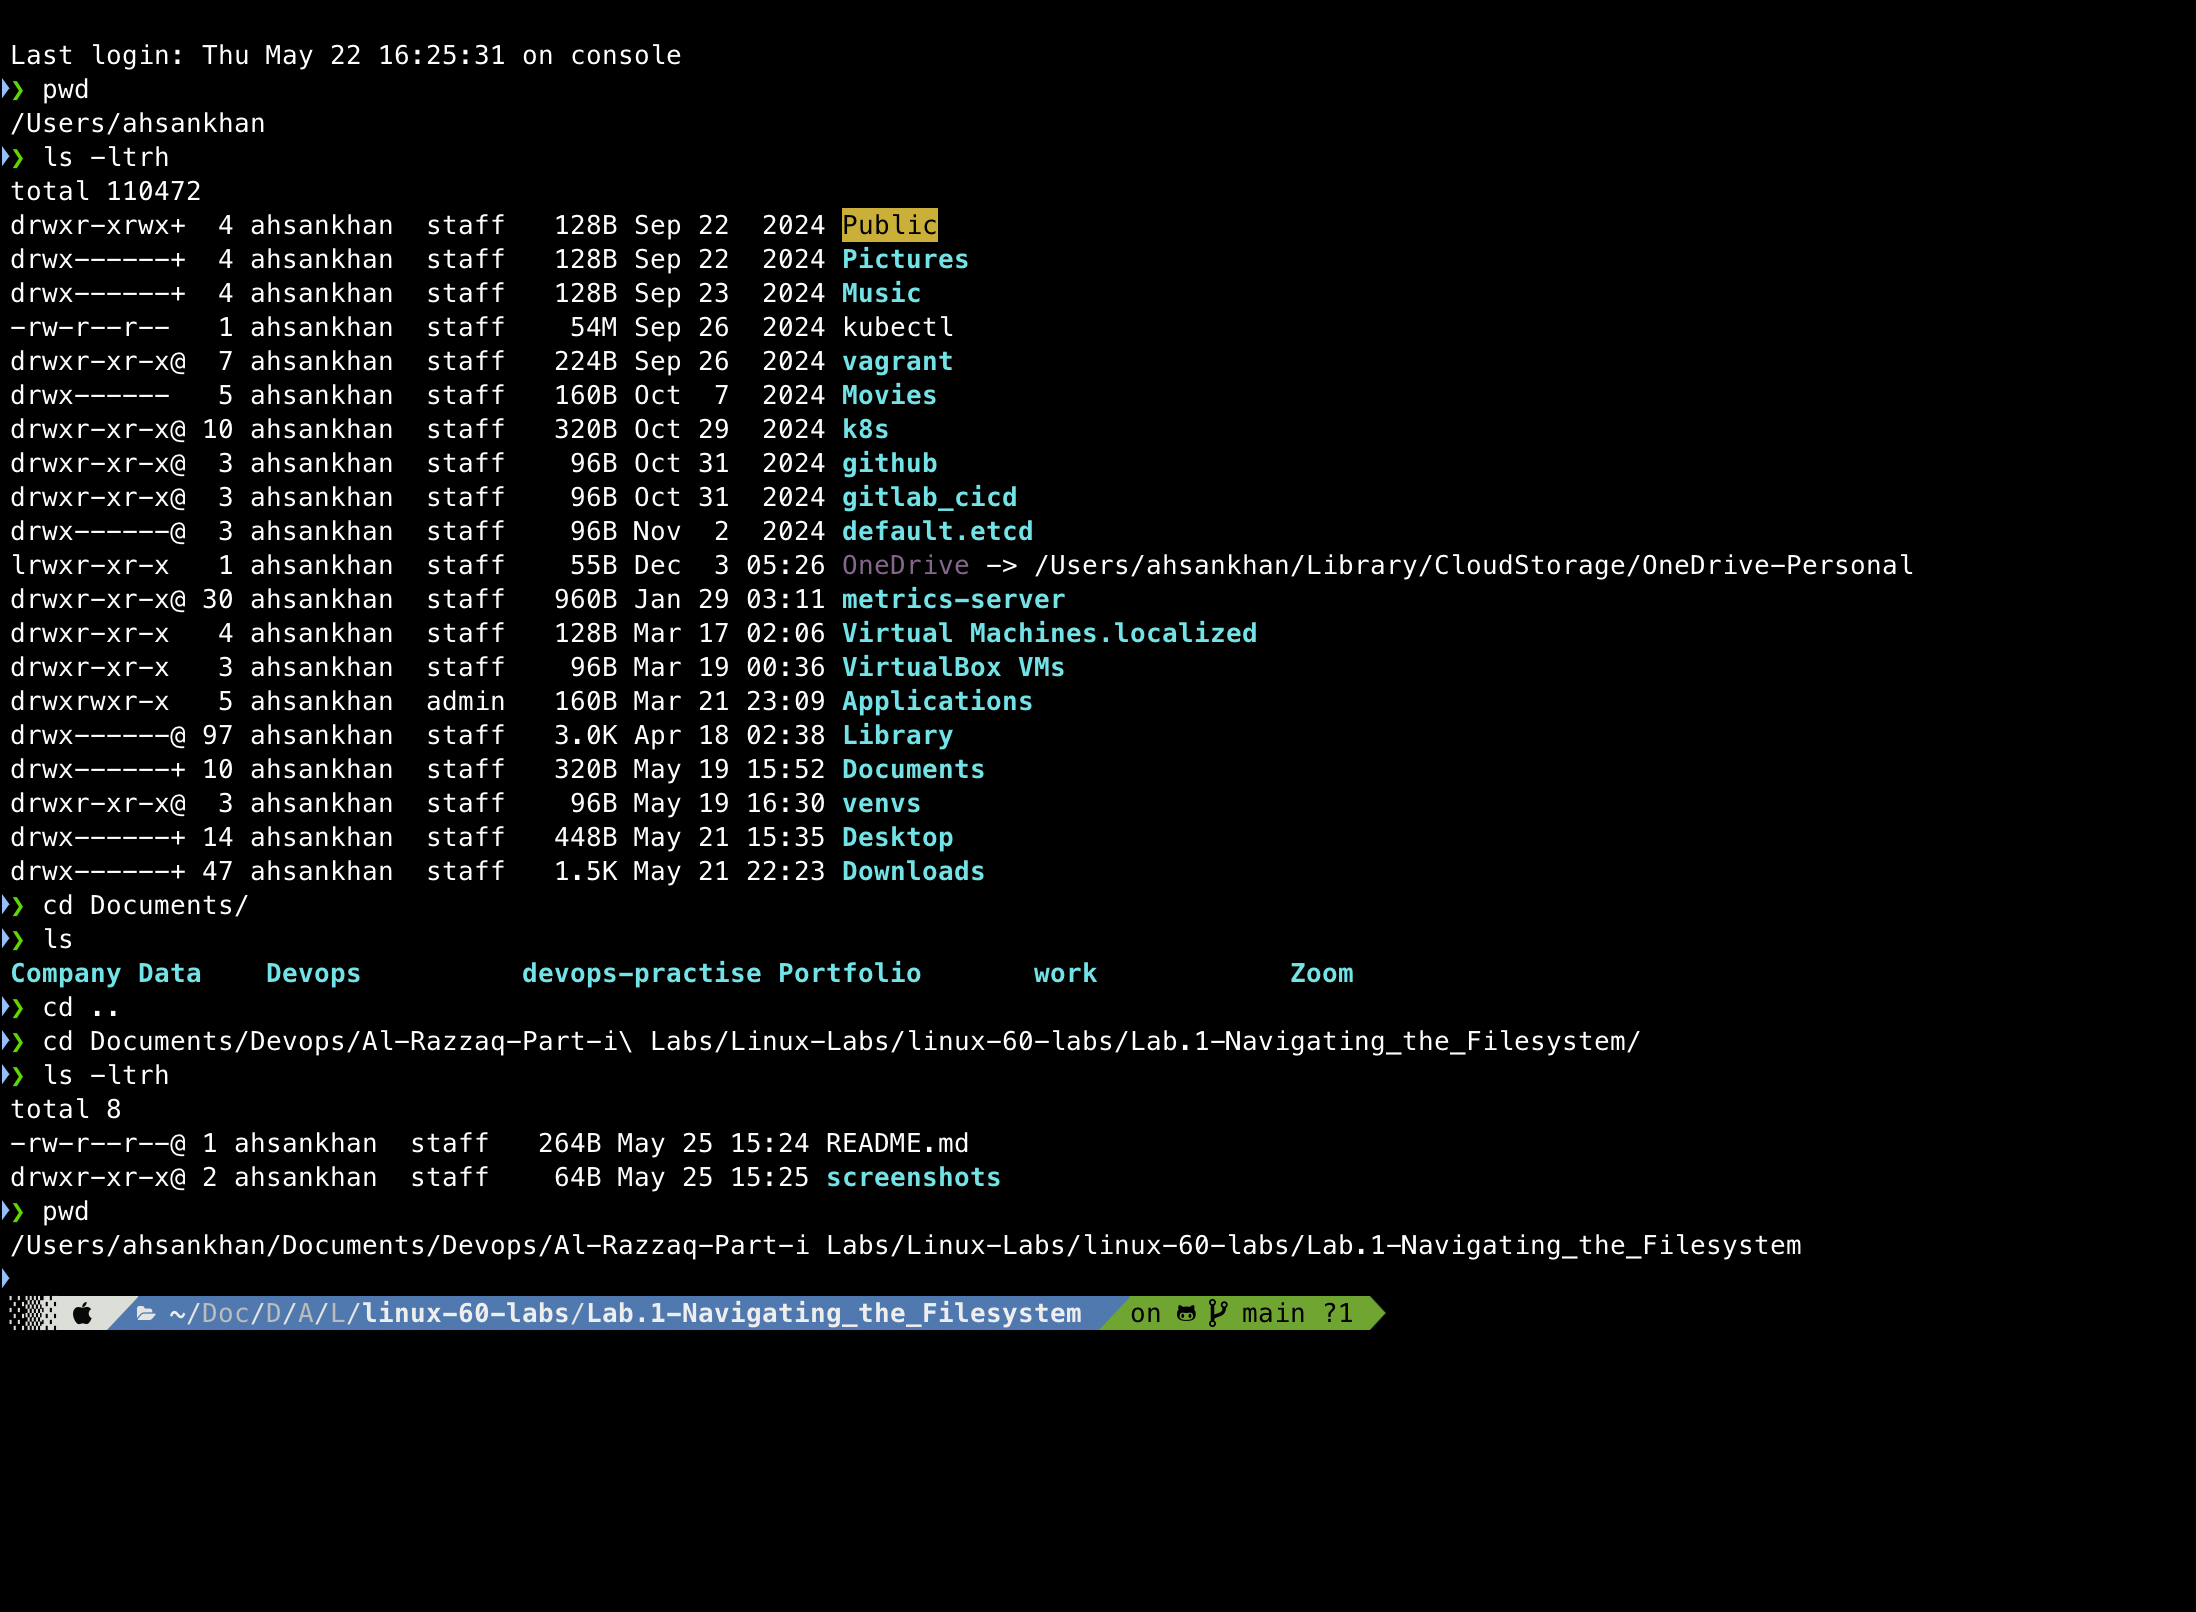 Last login: Thu May 22 16:25:31 on console
❯ pwd
/Users/ahsankhan
❯ ls -ltrh
total 110472
drwxr-xrwx+  4 ahsankhan  staff   128B Sep 22  2024 Public
drwx------+  4 ahsankhan  staff   128B Sep 22  2024 Pictures
drwx------+  4 ahsankhan  staff   128B Sep 23  2024 Music
-rw-r--r--   1 ahsankhan  staff    54M Sep 26  2024 kubectl
drwxr-xr-x@  7 ahsankhan  staff   224B Sep 26  2024 vagrant
drwx------   5 ahsankhan  staff   160B Oct  7  2024 Movies
drwxr-xr-x@ 10 ahsankhan  staff   320B Oct 29  2024 k8s
drwxr-xr-x@  3 ahsankhan  staff    96B Oct 31  2024 github
drwxr-xr-x@  3 ahsankhan  staff    96B Oct 31  2024 gitlab_cicd
drwx------@  3 ahsankhan  staff    96B Nov  2  2024 default.etcd
lrwxr-xr-x   1 ahsankhan  staff    55B Dec  3 05:26 OneDrive -> /Users/ahsankhan/Library/CloudStorage/OneDrive-Personal
drwxr-xr-x@ 30 ahsankhan  staff   960B Jan 29 03:11 metrics-server
drwxr-xr-x   4 ahsankhan  staff   128B Mar 17 02:06 Virtual Machines.localized
drwxr-xr-x   3 ahsankhan  staff    96B Mar 19 00:36 VirtualBox VMs
drwxrwxr-x   5 ahsankhan  admin   160B Mar 21 23:09 Applications
drwx------@ 97 ahsankhan  staff   3.0K Apr 18 02:38 Library
drwx------+ 10 ahsankhan  staff   320B May 19 15:52 Documents
drwxr-xr-x@  3 ahsankhan  staff    96B May 19 16:30 venvs
drwx------+ 14 ahsankhan  staff   448B May 21 15:35 Desktop
drwx------+ 47 ahsankhan  staff   1.5K May 21 22:23 Downloads
❯ cd Documents/
❯ ls
Company Data    Devops          devops-practise Portfolio       work            Zoom
❯ cd ..
❯ cd Documents/Devops/Al-Razzaq-Part-i\ Labs/Linux-Labs/linux-60-labs/Lab.1-Navigating_the_Filesystem/
❯ ls -ltrh
total 8
-rw-r--r--@ 1 ahsankhan  staff   264B May 25 15:24 README.md
drwxr-xr-x@ 2 ahsankhan  staff    64B May 25 15:25 screenshots
❯ pwd
/Users/ahsankhan/Documents/Devops/Al-Razzaq-Part-i Labs/Linux-Labs/linux-60-labs/Lab.1-Navigating_the_Filesystem
~/Doc/D/A/L/linux-60-labs/Lab.1-Navigating_the_Filesystem on main ?1